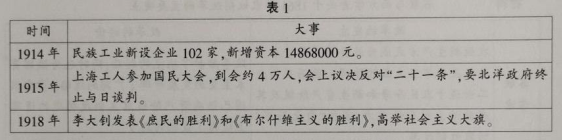 表1
时间 大事
1914年 民族工业新设企业102家,新增资本14868000元。
1915年 上海工人参加国民大会,到会约4万人,会上议决反对“二十一条”,要北洋政府终
止与日谈判。
1918年 李大钊发表《庶民的胜利》和《布尔什维主义的胜利》,高举社会主义大旗。